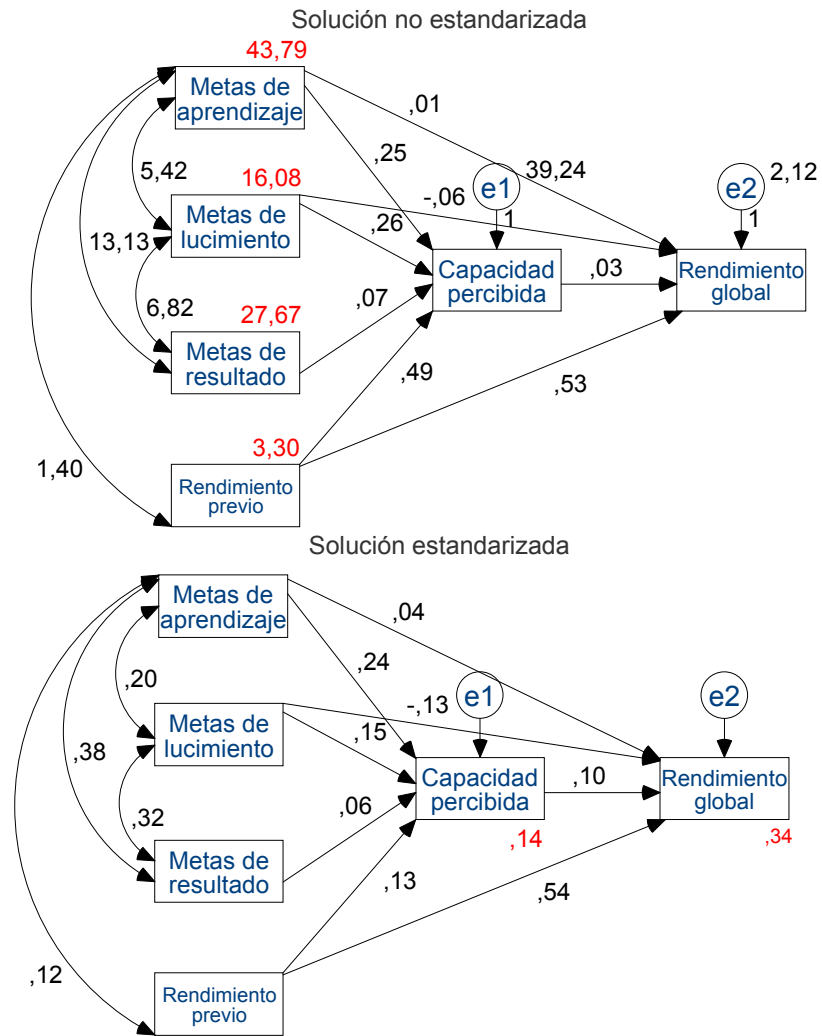 Solución no estandarizada
43,79
Metas de
aprendizaje
,01
,25
39,24
2,12
5,42
16,08
-,06
e1
e2
1
1
Metas de
lucimiento
,26
13,13
Capacidad
percibida
,03
Rendimiento
global
6,82
27,67
,07
Metas de
resultado
,49
,53
3,30
1,40
Rendimiento
previo
Solución estandarizada
Metas de
aprendizaje
,04
,24
,20
-,13
e1
e2
Metas de
lucimiento
,15
,38
Capacidad
percibida
,10
Rendimiento
global
,32
,06
,14
,34
Metas de
resultado
,13
,54
,12
Rendimiento
previo